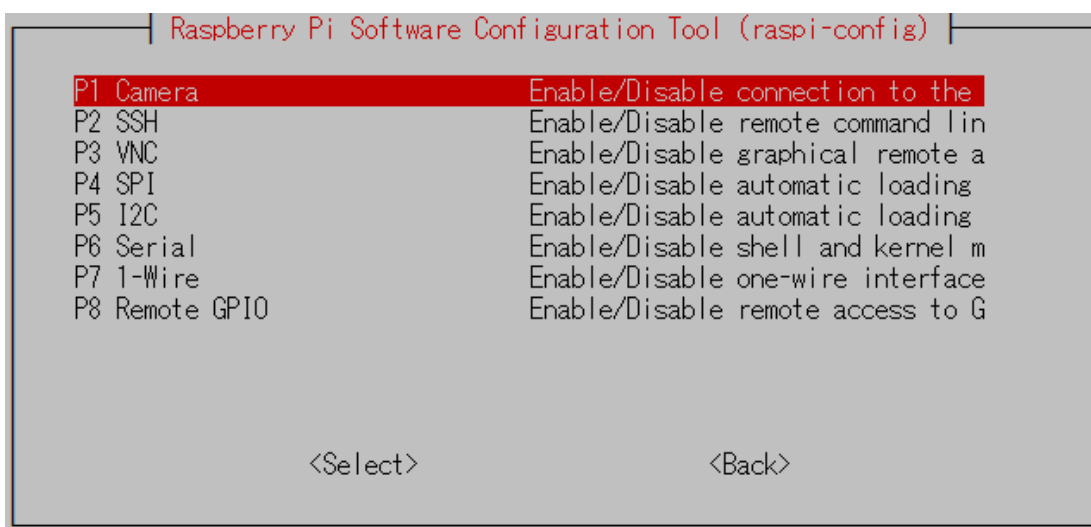 Raspberry Pi Software Configuration Tool (raspi-config)
P1 Camera Enable/Disable connection to the
P2 SSH Enable/Disable remote command lin
P3 VNC Enable/Disable graphical remote a
P4 SPI Enable/Disable automatic loading
P5 I2C Enable/Disable automatic loading
P6 Serial Enable/Disable shell and kernel m
P7 1-Wire Enable/Disable one-wire interface
P8 Remote GPIO Enable/Disable remote access to G
<Select> <Back>